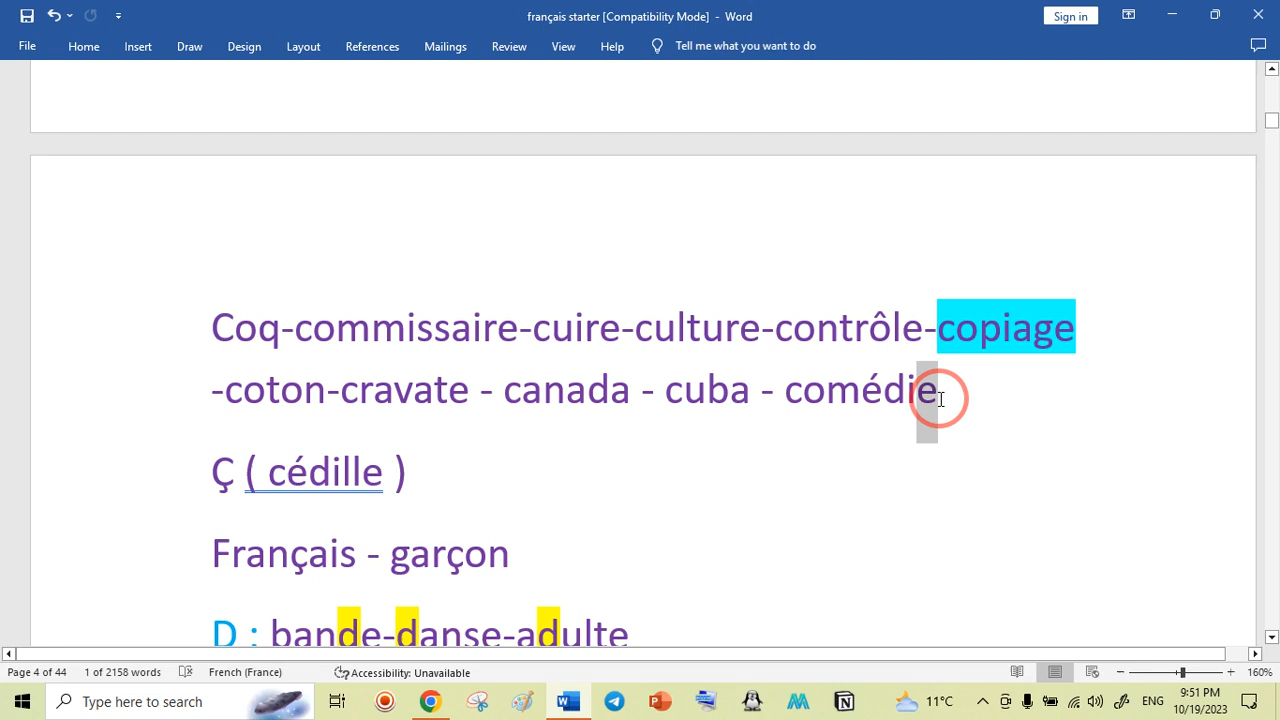 français starter [Compatibility Mode] - Word
Sign in
File Home Insert Draw Design Layout References Mailings Review View Help Tell me what you want to do
Coq-commissaire-cuire-culture-contrôle-copiage
-coton-cravate - canada - cuba - comédie
Ç ( cédille )
Français - garçon
D : bande-danse-adulte
Page 4 of 44 1 of 2158 words French (France) Accessibility: Unavailable 160%
Type here to search 11°C ENG 9:51 PM
10/19/2023